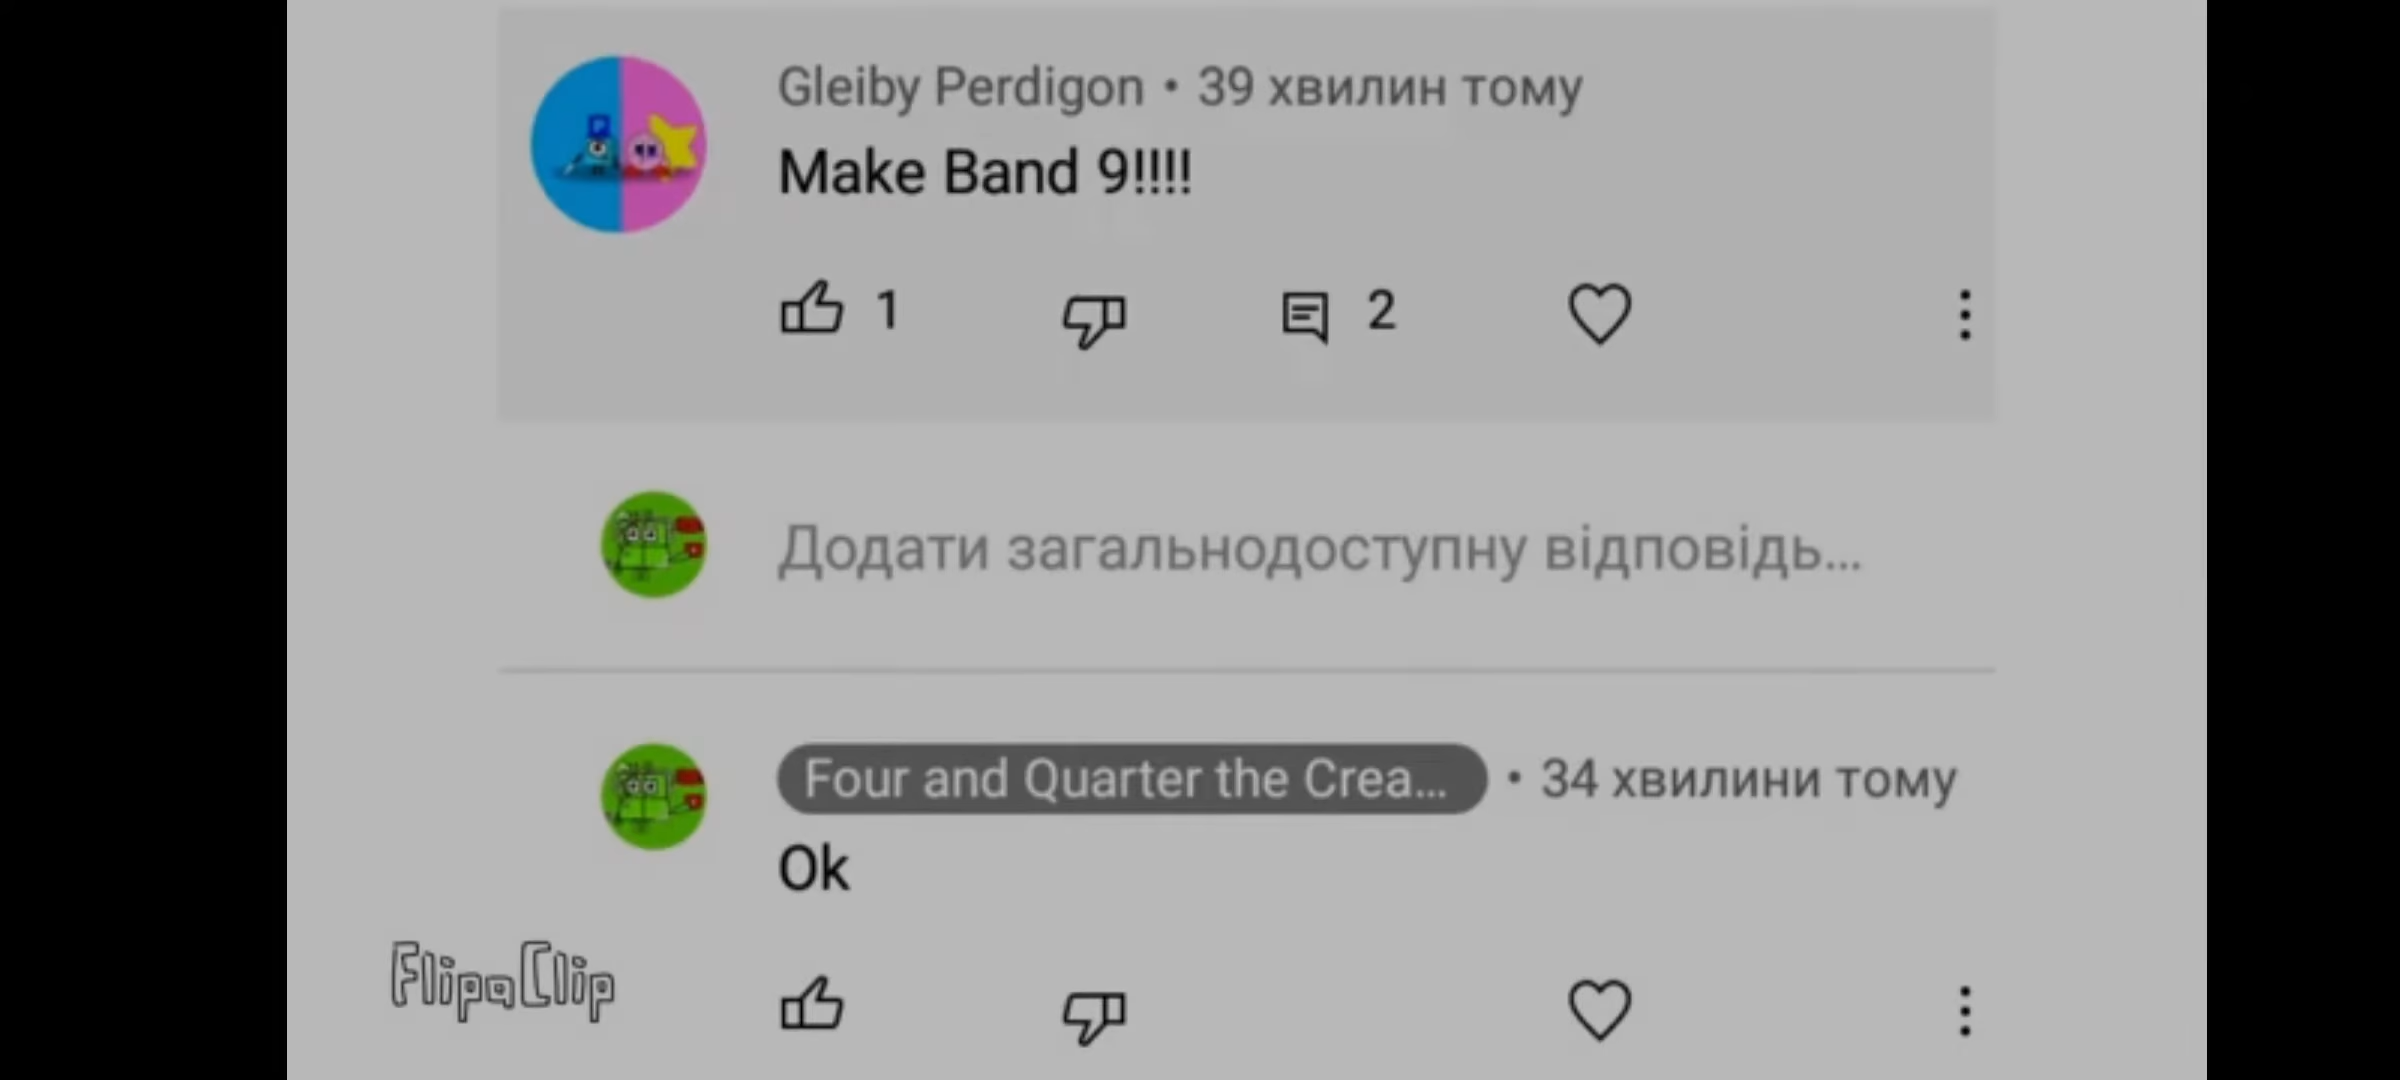 Gleiby Perdigon • 39 хвилин тому
Make Band 9!!!!
1 2
Додати загальнодоступну відповідь...
Four and Quarter the Crea... • 34 хвилини тому
Ok
FlipaClip